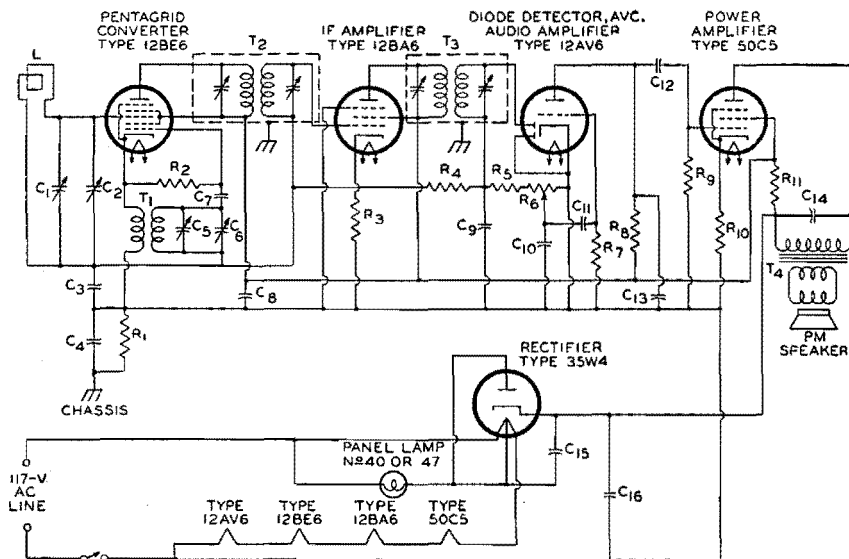 PENTAGRID
CONVERTER
TYPE 12BE6
IF AMPLIFIER
TYPE 12BA6
DIODE DETECTOR, AVC.
AUDIO AMPLIFIER
TYPE 12AV6
POWER
AMPLIFIER
TYPE 50C5
L
T2
T3
C12
C1
C2
R2
C7
T1
C5
C6
R3
R4
R5
R6
C9
C10
C11
R7
R8
R9
R10
R11
C14
T4
C3
C8
C13
C4
R1
CHASSIS
PM
SPEAKER
RECTIFIER
TYPE 35W4
PANEL LAMP
Nº40 OR 47
C15
C16
117-V.
AC
LINE
TYPE
12AV6
TYPE
12BE6
TYPE
12BA6
TYPE
50C5